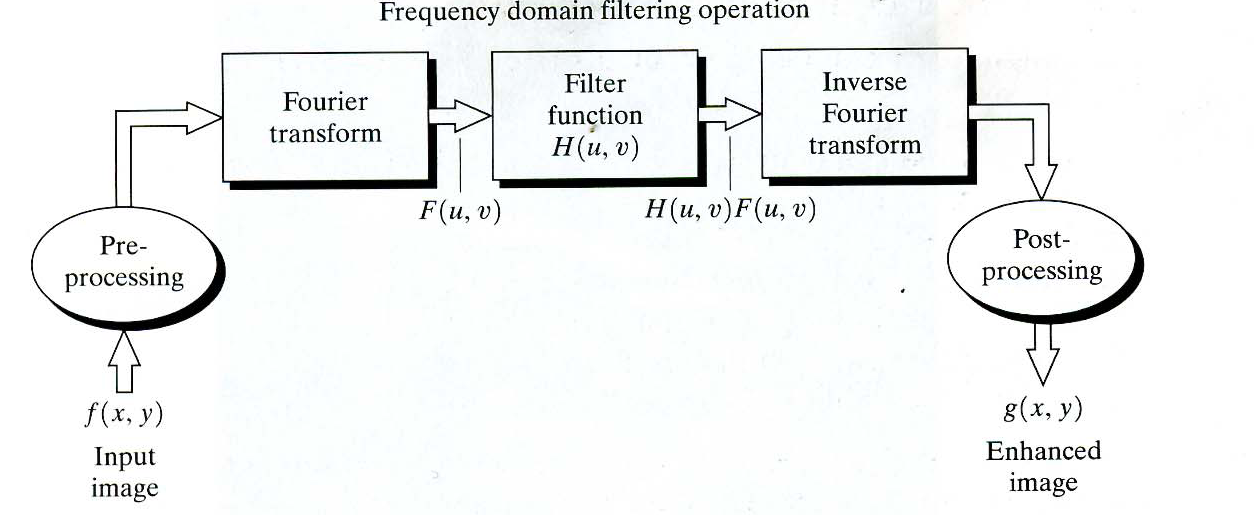 Frequency domain filtering operation
Fourier
transform
Filter
function
H(u, v)
Inverse
Fourier
transform
F(u, v)
H(u, v)F(u, v)
Pre-
processing
Post-
processing
f(x, y)
Input
image
g(x, y)
Enhanced
image